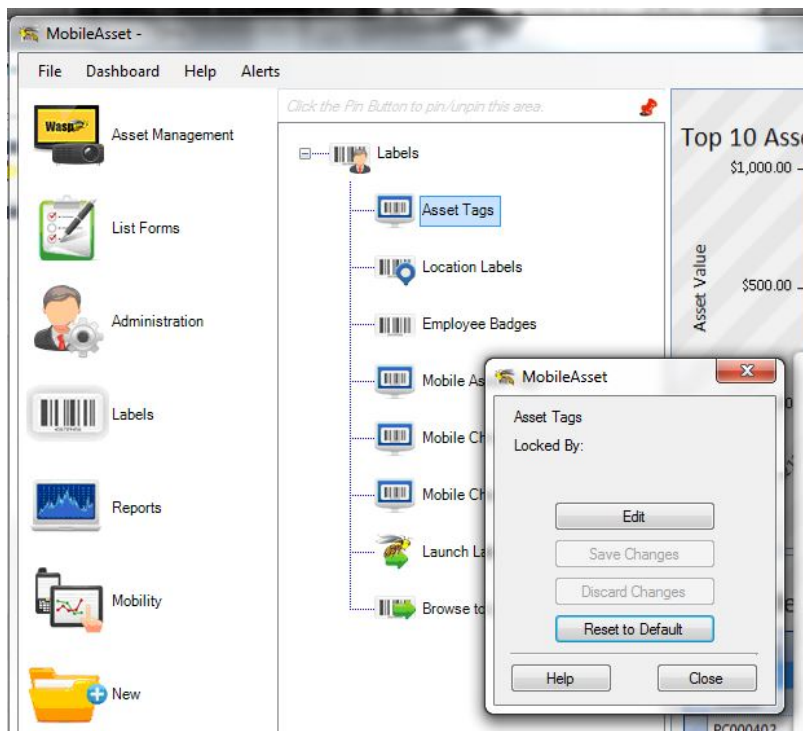 MobileAsset -
File Dashboard Help Alerts
Click the Pin Button to pin/unpin this area.
Wasp
Asset Management
List Forms
Administration
Labels
Reports
Mobility
New
Labels
Asset Tags
Location Labels
Employee Badges
Mobile As
Mobile Ch
Mobile Ch
Launch La
Browse to
Top 10 Ass
$1,000.00
Asset Value
$500.00
MobileAsset
Asset Tags
Locked By:
Edit
Save Changes
Discard Changes
Reset to Default
Help
Close
PC000402